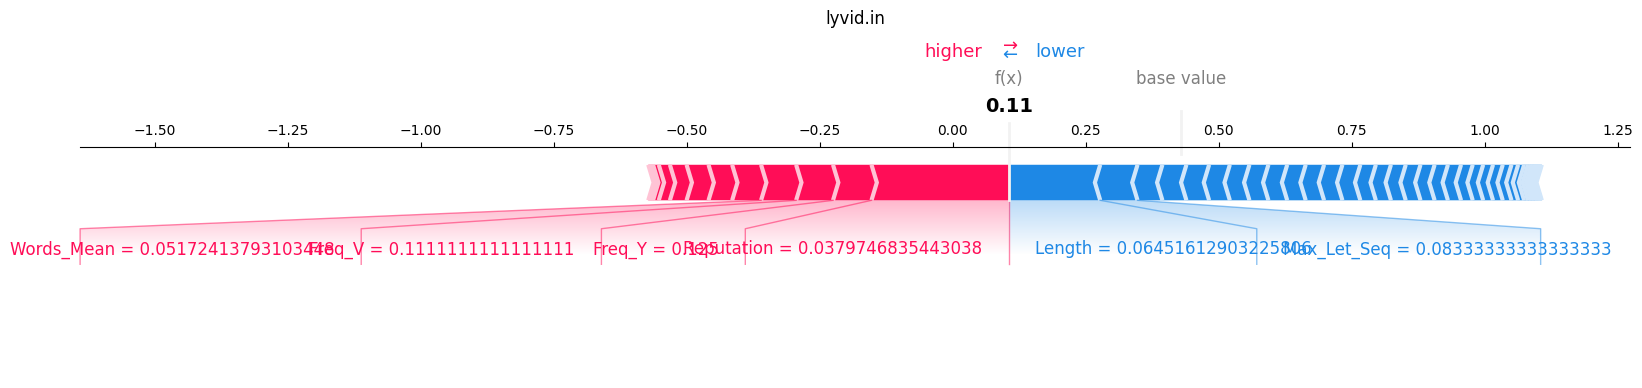 lyvid.in
higher ⇄ lower
f(x) base value
0.11
−1.50 −1.25 −1.00 −0.75 −0.50 −0.25 0.00 0.25 0.50 0.75 1.00 1.25
Words_Mean = 0.05172413793103448 Freq_V = 0.1111111111111111 Freq_Y = 0.125 Reputation = 0.0379746835443038 Length = 0.06451612903225806 Max_Let_Seq = 0.08333333333333333